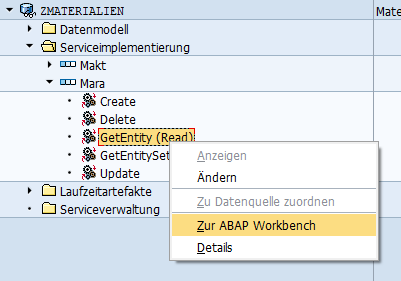 ZMATERIALIEN
Mate
Datenmodell
Serviceimplementierung
Makt
Mara
Create
Delete
GetEntity (Read)
GetEntitySet
Update
Laufzeitartefakte
Serviceverwaltung
Anzeigen
Ändern
Zu Datenquelle zuordnen
Zur ABAP Workbench
Details